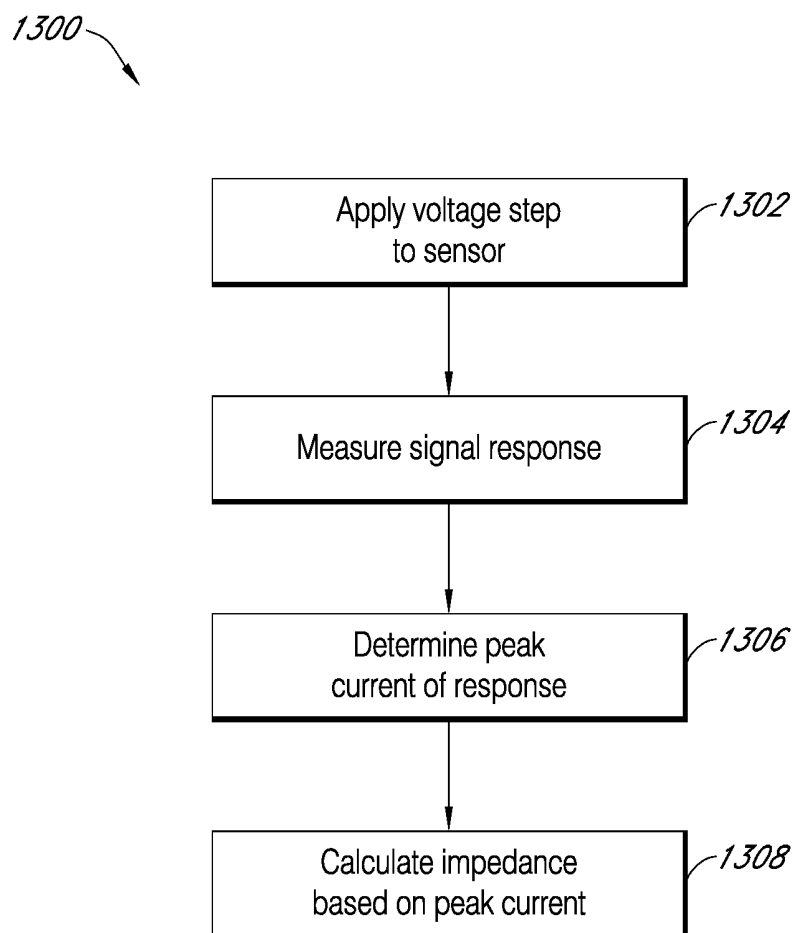 1300
Apply voltage step
to sensor
1302
Measure signal response
1304
Determine peak
current of response
1306
Calculate impedance
based on peak current
1308